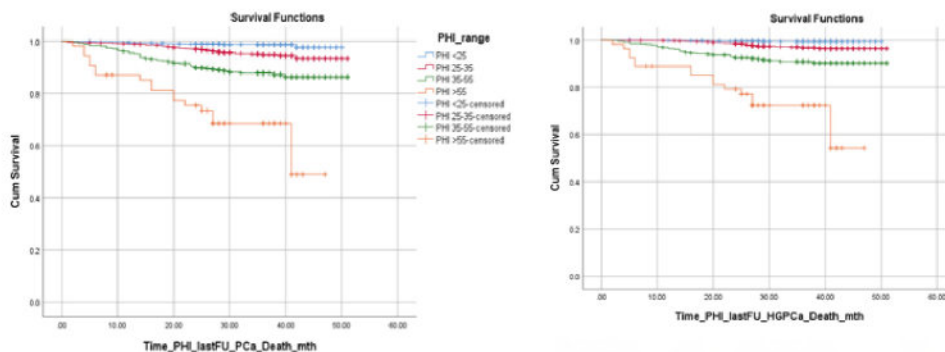 Survival Functions
PHI_range
PHI <25
PHI 25-35
PHI 35-55
PHI >55
PHI <25-censored
PHI 25-35-censored
PHI 35-55-censored
PHI >55-censored
Cum Survival
1.0
0.8
0.6
0.4
0.2
0.0
.00 10.00 20.00 30.00 40.00 50.00 60.00
Time_PHI_lastFU_PCa_Death_mth
Survival Functions
Cum Survival
1.0
0.8
0.6
0.4
0.2
0.0
.00 10.00 20.00 30.00 40.00 50.00 60.00
Time_PHI_lastFU_HGPCa_Death_mth